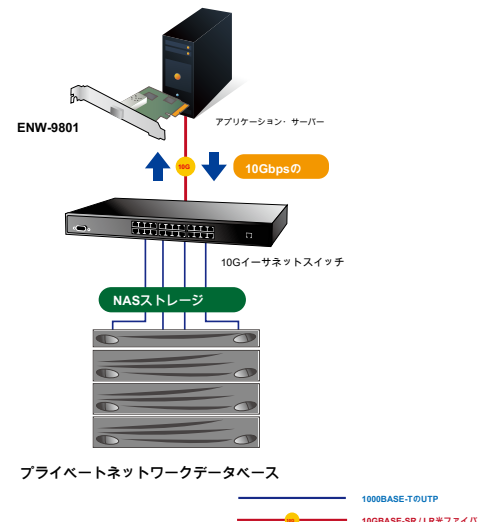 ENW-9801
アプリケーション・サーバー
10G
10Gbpsの
10Gイーサネットスイッチ
NASストレージ
プライベートネットワークデータベース
1000BASE-TのUTP
10G
10GBASE-SR / LR光ファイバ